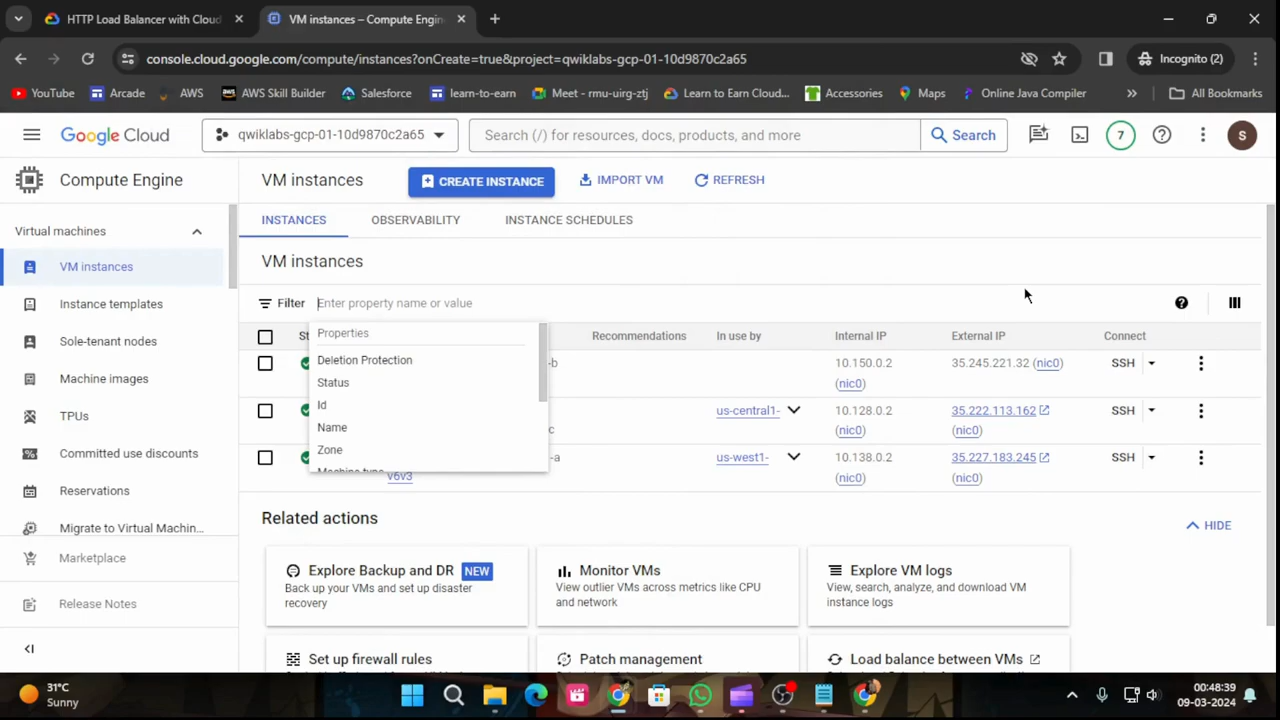 HTTP Load Balancer with Cloud
VM instances – Compute Engin
console.cloud.google.com/compute/instances?onCreate=true&project=qwiklabs-gcp-01-10d9870c2a65
Incognito (2)
YouTube
Arcade
AWS
AWS Skill Builder
Salesforce
learn-to-earn
Meet - rmu-uirg-ztj
Learn to Earn Cloud...
Accessories
Maps
Online Java Compiler
»
All Bookmarks
Google Cloud
qwiklabs-gcp-01-10d9870c2a65
Search (/) for resources, docs, products, and more
Search
7
S
Compute Engine
VM instances
CREATE INSTANCE
IMPORT VM
REFRESH
Virtual machines
VM instances
Instance templates
Sole-tenant nodes
Machine images
TPUs
Committed use discounts
Reservations
Migrate to Virtual Machin...
Marketplace
Release Notes
INSTANCES
OBSERVABILITY
INSTANCE SCHEDULES
VM instances
Filter
Enter property name or value
Properties
Deletion Protection
Status
Id
Name
Zone
Machine type
St
Recommendations
In use by
Internal IP
External IP
Connect
-b
10.150.0.2
(nic0)
35.245.221.32 (nic0)
SSH
c
us-central1-
10.128.0.2
(nic0)
35.222.113.162
(nic0)
SSH
-a
v6v3
us-west1-
10.138.0.2
(nic0)
35.227.183.245
(nic0)
SSH
Related actions
HIDE
Explore Backup and DR NEW
Back up your VMs and set up disaster
recovery
Monitor VMs
View outlier VMs across metrics like CPU
and network
Explore VM logs
View, search, analyze, and download VM
instance logs
Set up firewall rules
Patch management
Load balance between VMs
31°C
Sunny
00:48:39
09-03-2024